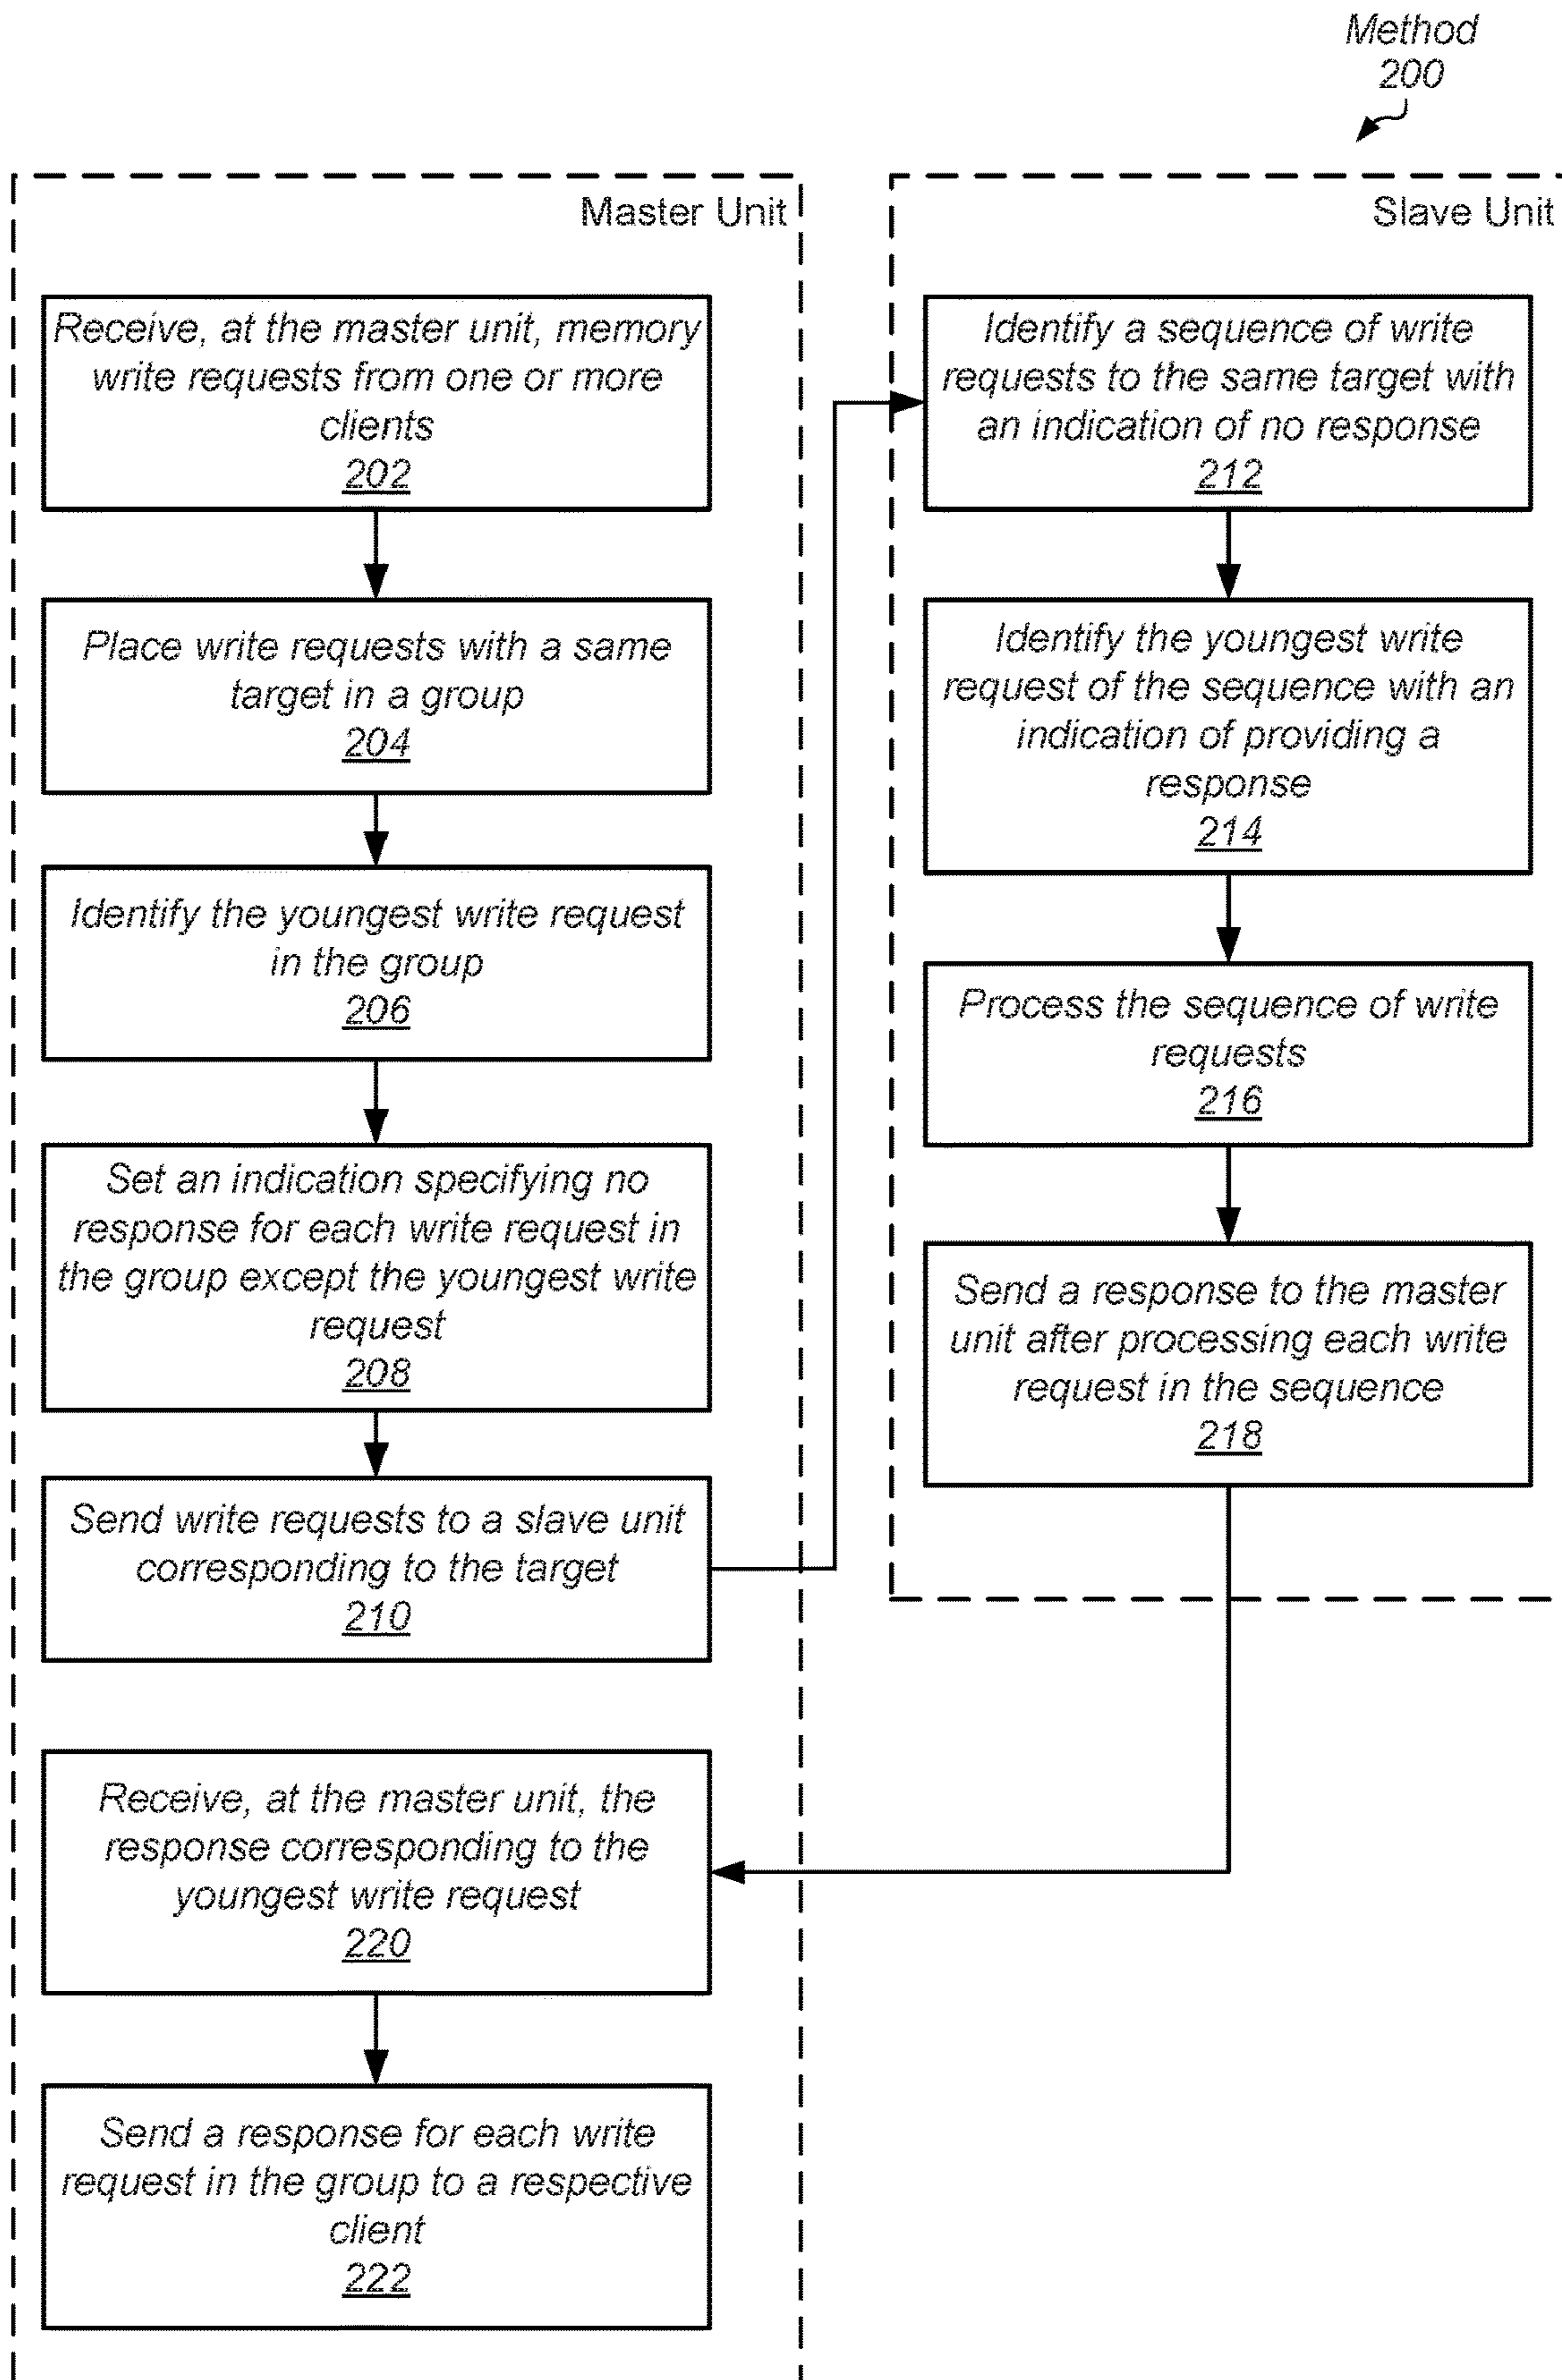 Method
200
Master Unit
Receive, at the master unit, memory
write requests from one or more
clients
202
Place write requests with a same
target in a group
204
Identify the youngest write request
in the group
206
Set an indication specifying no
response for each write request in
the group except the youngest write
request
208
Send write requests to a slave unit
corresponding to the target
210
Slave Unit
Identify a sequence of write
requests to the same target with
an indication of no response
212
Identify the youngest write
request of the sequence with an
indication of providing a
response
214
Process the sequence of write
requests
216
Send a response to the master
unit after processing each write
request in the sequence
218
Receive, at the master unit, the
response corresponding to the
youngest write request
220
Send a response for each write
request in the group to a respective
client
222